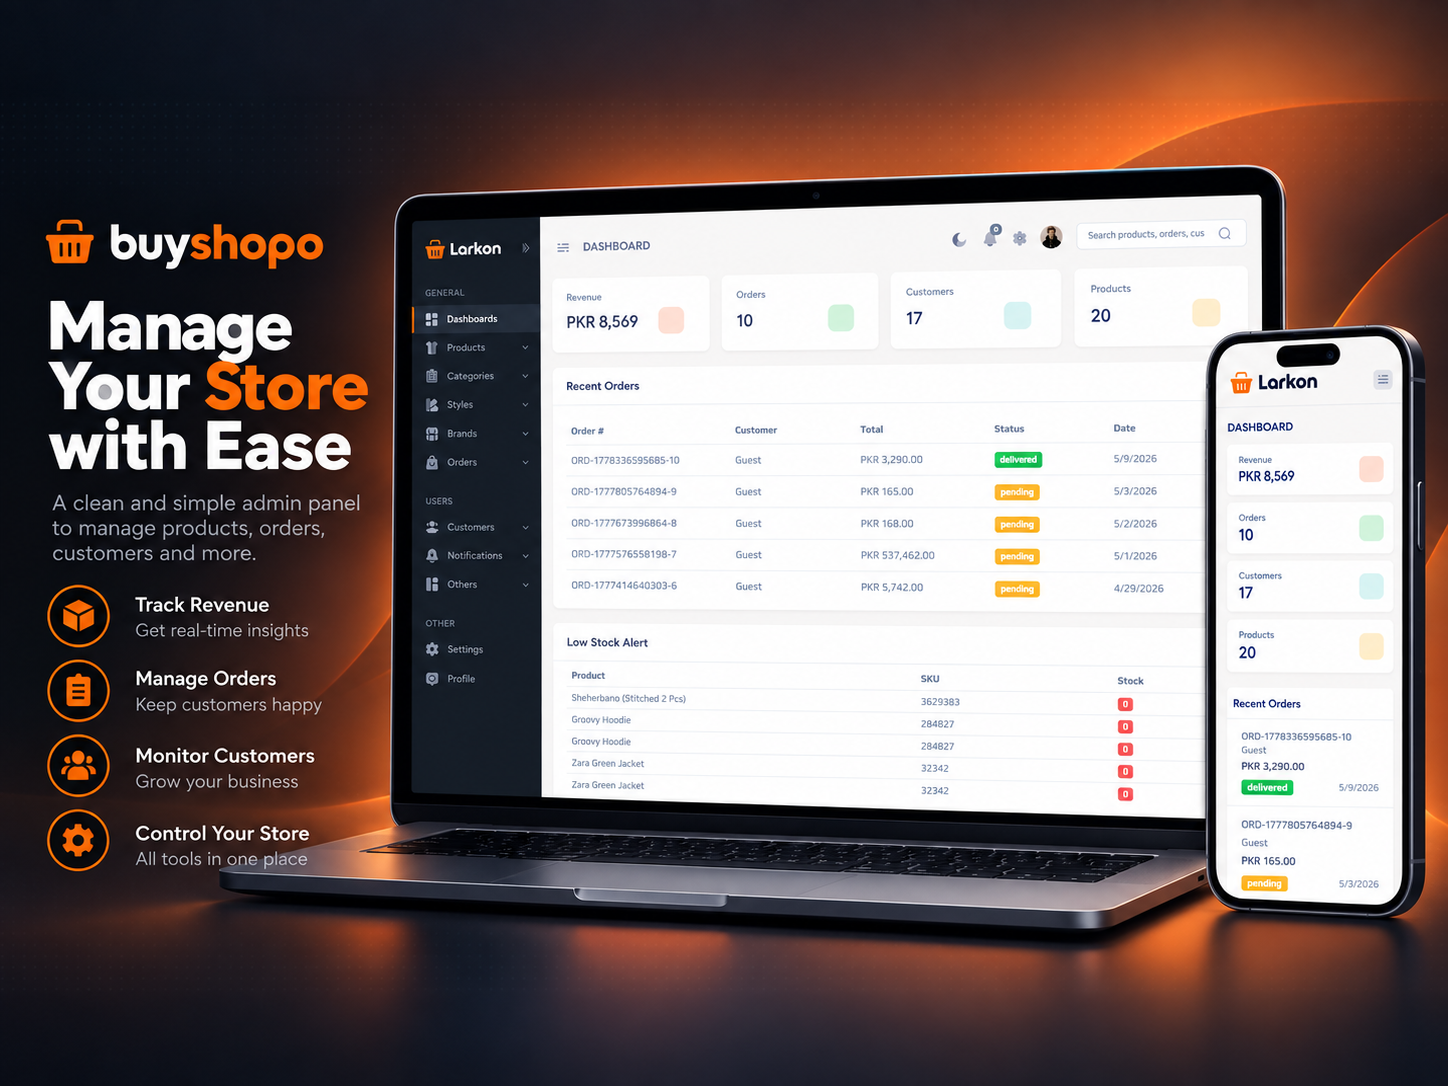 buyshopo
Manage
Your Store
with Ease
A clean and simple admin panel
to manage products, orders,
customers and more.
Track Revenue
Get real-time insights
Manage Orders
Keep customers happy
Monitor Customers
Grow your business
Control Your Store
All tools in one place
Larkon
GENERAL
Dashboards
Products
Categories
Styles
Brands
Orders
USERS
Customers
Notifications
Others
OTHER
Settings
Profile
DASHBOARD
0
Search products, orders, cus
Revenue
PKR 8,569
Orders
10
Customers
17
Products
20
Recent Orders
Order # Customer Total Status Date
ORD-1778336595685-10 Guest PKR 3,290.00 delivered 5/9/2026
ORD-1777805764894-9 Guest PKR 165.00 pending 5/3/2026
ORD-1777673996864-8 Guest PKR 168.00 pending 5/2/2026
ORD-1777576558198-7 Guest PKR 537,462.00 pending 5/1/2026
ORD-1777414640303-6 Guest PKR 5,742.00 pending 4/29/2026
Low Stock Alert
Product SKU Stock
Sheherbano (Stitched 2 Pcs) 3629383 0
Groovy Hoodie 284827 0
Groovy Hoodie 284827 0
Zara Green Jacket 32342 0
Zara Green Jacket 32342 0
Larkon
DASHBOARD
Revenue
PKR 8,569
Orders
10
Customers
17
Products
20
Recent Orders
ORD-1778336595685-10
Guest
PKR 3,290.00
delivered 5/9/2026
ORD-1777805764894-9
Guest
PKR 165.00
pending 5/3/2026